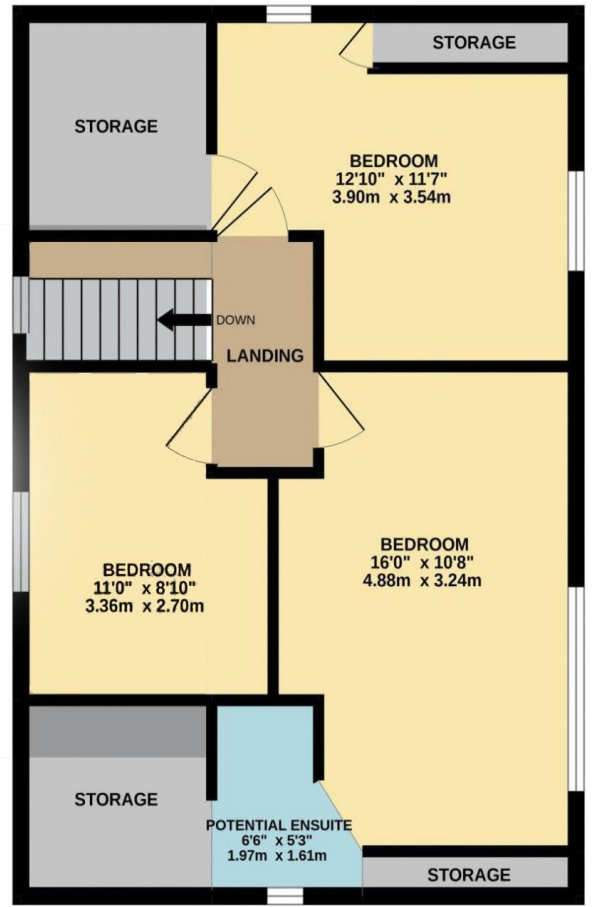 STORAGE
STORAGE
BEDROOM
12'10" x 11'7"
3.90m x 3.54m
DOWN
LANDING
BEDROOM
16'0" x 10'8"
4.88m x 3.24m
BEDROOM
11'0" x 8'10"
3.36m x 2.70m
STORAGE
POTENTIAL ENSUITE
6'6" x 5'3"
1.97m x 1.61m
STORAGE